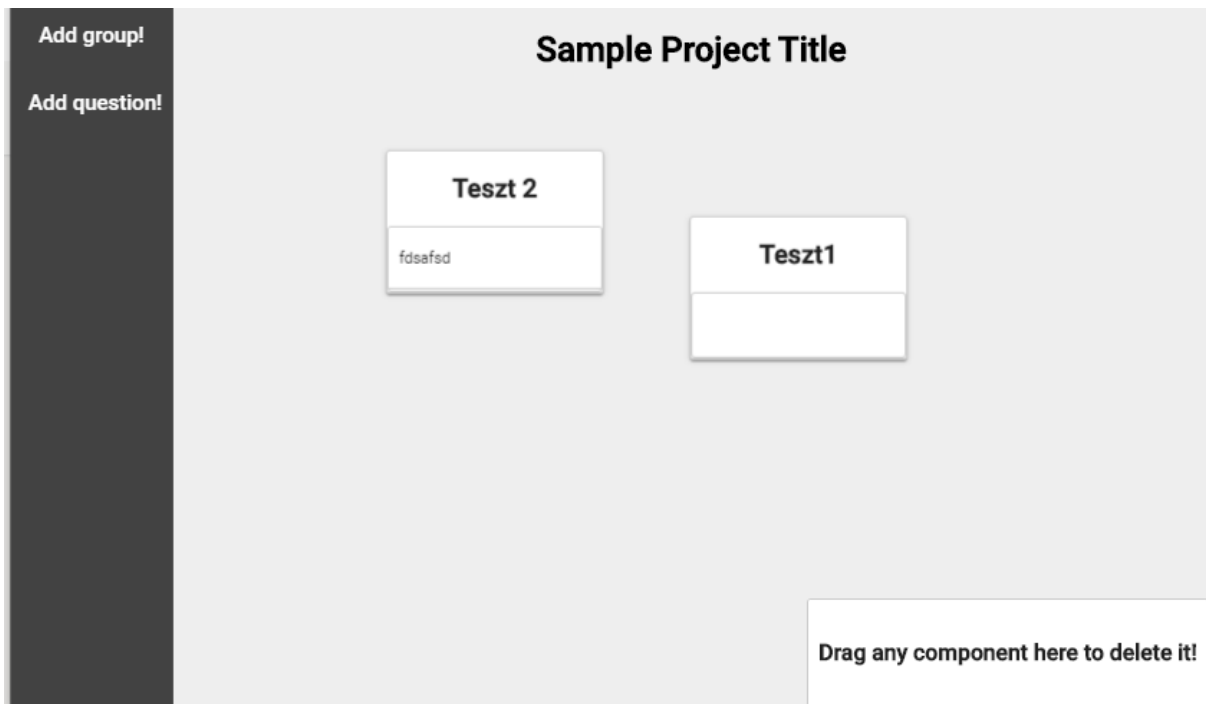 Add group!
Add question!
Sample Project Title
Teszt 2
fdsafsd
Teszt1
Drag any component here to delete it!